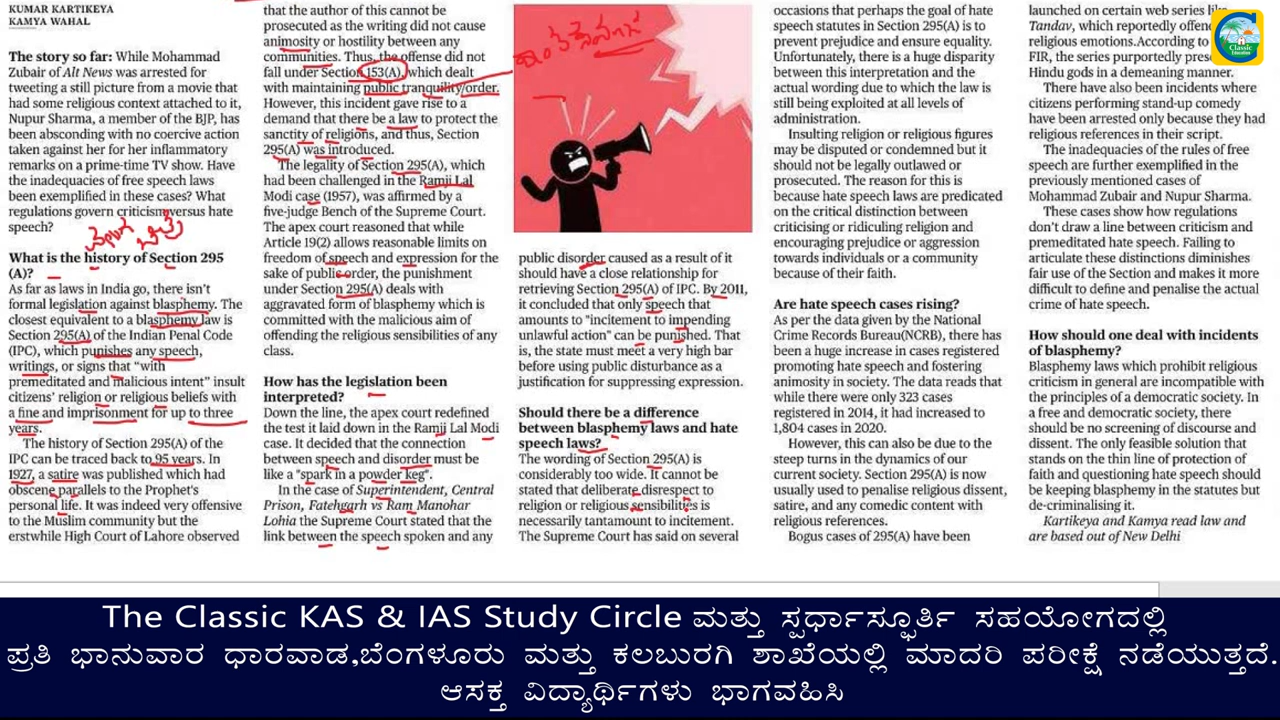 KUMAR KARTIKEYA
KAMYA WAHAL
The story so far: While Mohammad
Zubair of Alt News was arrested for
tweeting a still picture from a movie that
had some religious context attached to it,
Nupur Sharma, a member of the BJP, has
been absconding with no coercive action
taken against her for her inflammatory
remarks on a prime-time TV show. Have
the inadequacies of free speech laws
been exemplified in these cases? What
regulations govern criticism versus hate
speech?
What is the history of Section 295
(A)?
As far as laws in India go, there isn't
formal legislation against blasphemy. The
closest equivalent to a blasphemy law is
Section 295(A) of the Indian Penal Code
(IPC), which punishes any speech,
writings, or signs that "with
premeditated and malicious intent" insult
citizens' religion or religious beliefs with
a fine and imprisonment for up to three
years.
The history of Section 295(A) of the
IPC can be traced back to 95 years. In
1927, a satire was published which had
obscene parallels to the Prophet's
personal life. It was indeed very offensive
to the Muslim community but the
erstwhile High Court of Lahore observed
that the author of this cannot be
prosecuted as the writing did not cause
animosity or hostility between any
communities. Thus, the offense did not
fall under Section 153(A), which dealt
with maintaining public tranquility/order.
However, this incident gave rise to a
demand that there be a law to protect the
sanctity of religions, and thus, Section
295(A) was introduced.
The legality of Section 295(A), which
had been challenged in the Ramji Lal
Modi case (1957), was affirmed by a
five-judge Bench of the Supreme Court.
The apex court reasoned that while
Article 19(2) allows reasonable limits on
freedom of speech and expression for the
sake of public order, the punishment
under Section 295(A) deals with
aggravated form of blasphemy which is
committed with the malicious aim of
offending the religious sensibilities of any
class.
How has the legislation been
interpreted?
Down the line, the apex court redefined
the test it laid down in the Ramji Lal Modi
case. It decided that the connection
between speech and disorder must be
like a "spark in a powder keg".
In the case of Superintendent, Central
Prison, Fatehgarh vs Ram Manohar
Lohia the Supreme Court stated that the
link between the speech spoken and any
public disorder caused as a result of it
should have a close relationship for
retrieving Section 295(A) of IPC. By 2011,
it concluded that only speech that
amounts to "incitement to impending
unlawful action" can be punished. That
is, the state must meet a very high bar
before using public disturbance as a
justification for suppressing expression.
Should there be a difference
between blasphemy laws and hate
speech laws?
The wording of Section 295(A) is
considerably too wide. It cannot be
stated that deliberate disrespect to
religion or religious sensibilities is
necessarily tantamount to incitement.
The Supreme Court has said on several
occasions that perhaps the goal of hate
speech statutes in Section 295(A) is to
prevent prejudice and ensure equality.
Unfortunately, there is a huge disparity
between this interpretation and the
actual wording due to which the law is
still being exploited at all levels of
administration.
Insulting religion or religious figures
may be disputed or condemned but it
should not be legally outlawed or
prosecuted. The reason for this is
because hate speech laws are predicated
on the critical distinction between
criticising or ridiculing religion and
encouraging prejudice or aggression
towards individuals or a community
because of their faith.
Are hate speech cases rising?
As per the data given by the National
Crime Records Bureau(NCRB), there has
been a huge increase in cases registered
promoting hate speech and fostering
animosity in society. The data reads that
while there were only 323 cases
registered in 2014, it had increased to
1,804 cases in 2020.
However, this can also be due to the
steep turns in the dynamics of our
current society. Section 295(A) is now
usually used to penalise religious dissent,
satire, and any comedic content with
religious references.
Bogus cases of 295(A) have been
launched on certain web series like
Tandav, which reportedly
religious emotions.According to
FIR, the series purportedly
Hindu gods in a demeaning manner.
There have also been incidents where
citizens performing stand-up comedy
have been arrested only because they had
religious references in their script.
The inadequacies of the rules of free
speech are further exemplified in the
previously mentioned cases of
Mohammad Zubair and Nupur Sharma.
These cases show how regulations
don't draw a line between criticism and
premeditated hate speech. Failing to
articulate these distinctions diminishes
fair use of the Section and makes it more
difficult to define and penalise the actual
crime of hate speech.
How should one deal with incidents
of blasphemy?
Blasphemy laws which prohibit religious
criticism in general are incompatible with
the principles of a democratic society. In
a free and democratic society, there
should be no screening of discourse and
dissent. The only feasible solution that
stands on the thin line of protection of
faith and questioning hate speech should
be keeping blasphemy in the statutes but
de-criminalising it.
Kartikeya and Kamya read law and
are based out of New Delhi
Classic
Education
The Classic KAS & IAS Study Circle ಮತ್ತು ಸ್ಪರ್ಧಾಸ್ಫೂರ್ತಿ ಸಹಯೋಗದಲ್ಲಿ
ಪ್ರತಿ ಭಾನುವಾರ ಧಾರವಾಡ,ಬೆಂಗಳೂರು ಮತ್ತು ಕಲಬುರಗಿ ಶಾಖೆಯಲ್ಲಿ ಮಾದರಿ ಪರೀಕ್ಷೆ ನಡೆಯುತ್ತದೆ.
ಆಸಕ್ತ ವಿದ್ಯಾರ್ಥಿಗಳು ಭಾಗವಹಿಸಿ